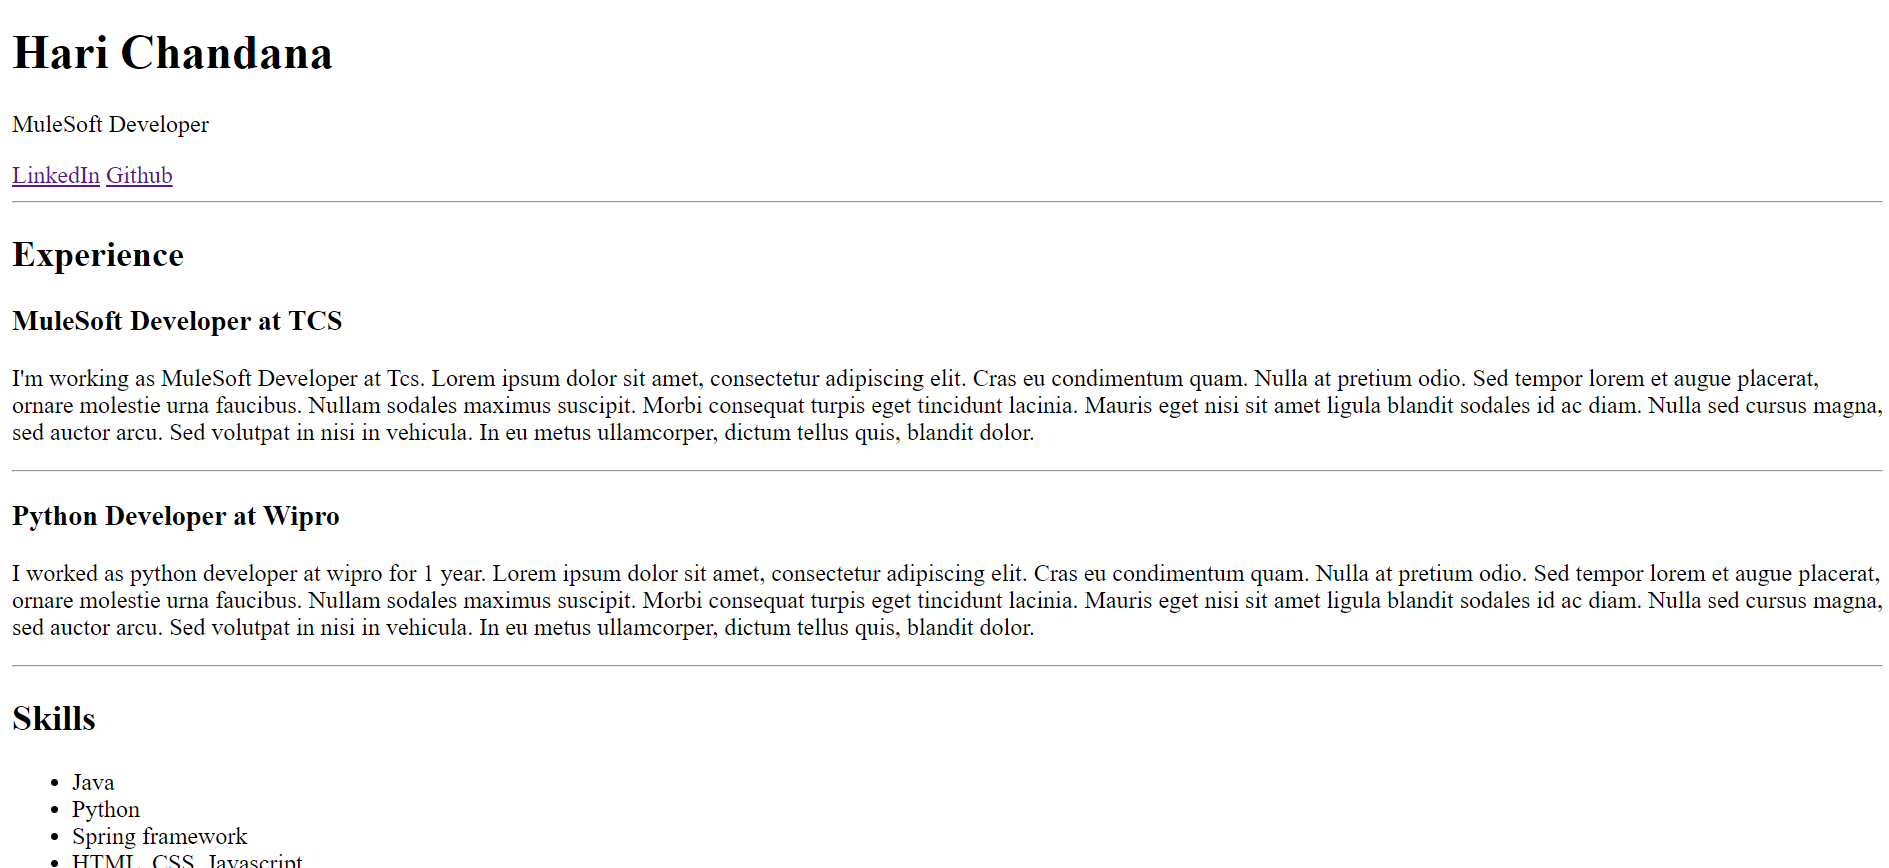 Hari Chandana
MuleSoft Developer
LinkedIn Github
Experience
MuleSoft Developer at TCS
I'm working as MuleSoft Developer at Tcs. Lorem ipsum dolor sit amet, consectetur adipiscing elit. Cras eu condimentum quam. Nulla at pretium odio. Sed tempor lorem et augue placerat,
ornare molestie urna faucibus. Nullam sodales maximus suscipit. Morbi consequat turpis eget tincidunt lacinia. Mauris eget nisi sit amet ligula blandit sodales id ac diam. Nulla sed cursus magna,
sed auctor arcu. Sed volutpat in nisi in vehicula. In eu metus ullamcorper, dictum tellus quis, blandit dolor.
Python Developer at Wipro
I worked as python developer at wipro for 1 year. Lorem ipsum dolor sit amet, consectetur adipiscing elit. Cras eu condimentum quam. Nulla at pretium odio. Sed tempor lorem et augue placerat,
ornare molestie urna faucibus. Nullam sodales maximus suscipit. Morbi consequat turpis eget tincidunt lacinia. Mauris eget nisi sit amet ligula blandit sodales id ac diam. Nulla sed cursus magna,
sed auctor arcu. Sed volutpat in nisi in vehicula. In eu metus ullamcorper, dictum tellus quis, blandit dolor.
Skills
Java
Python
Spring framework
HTML, CSS, Javascript